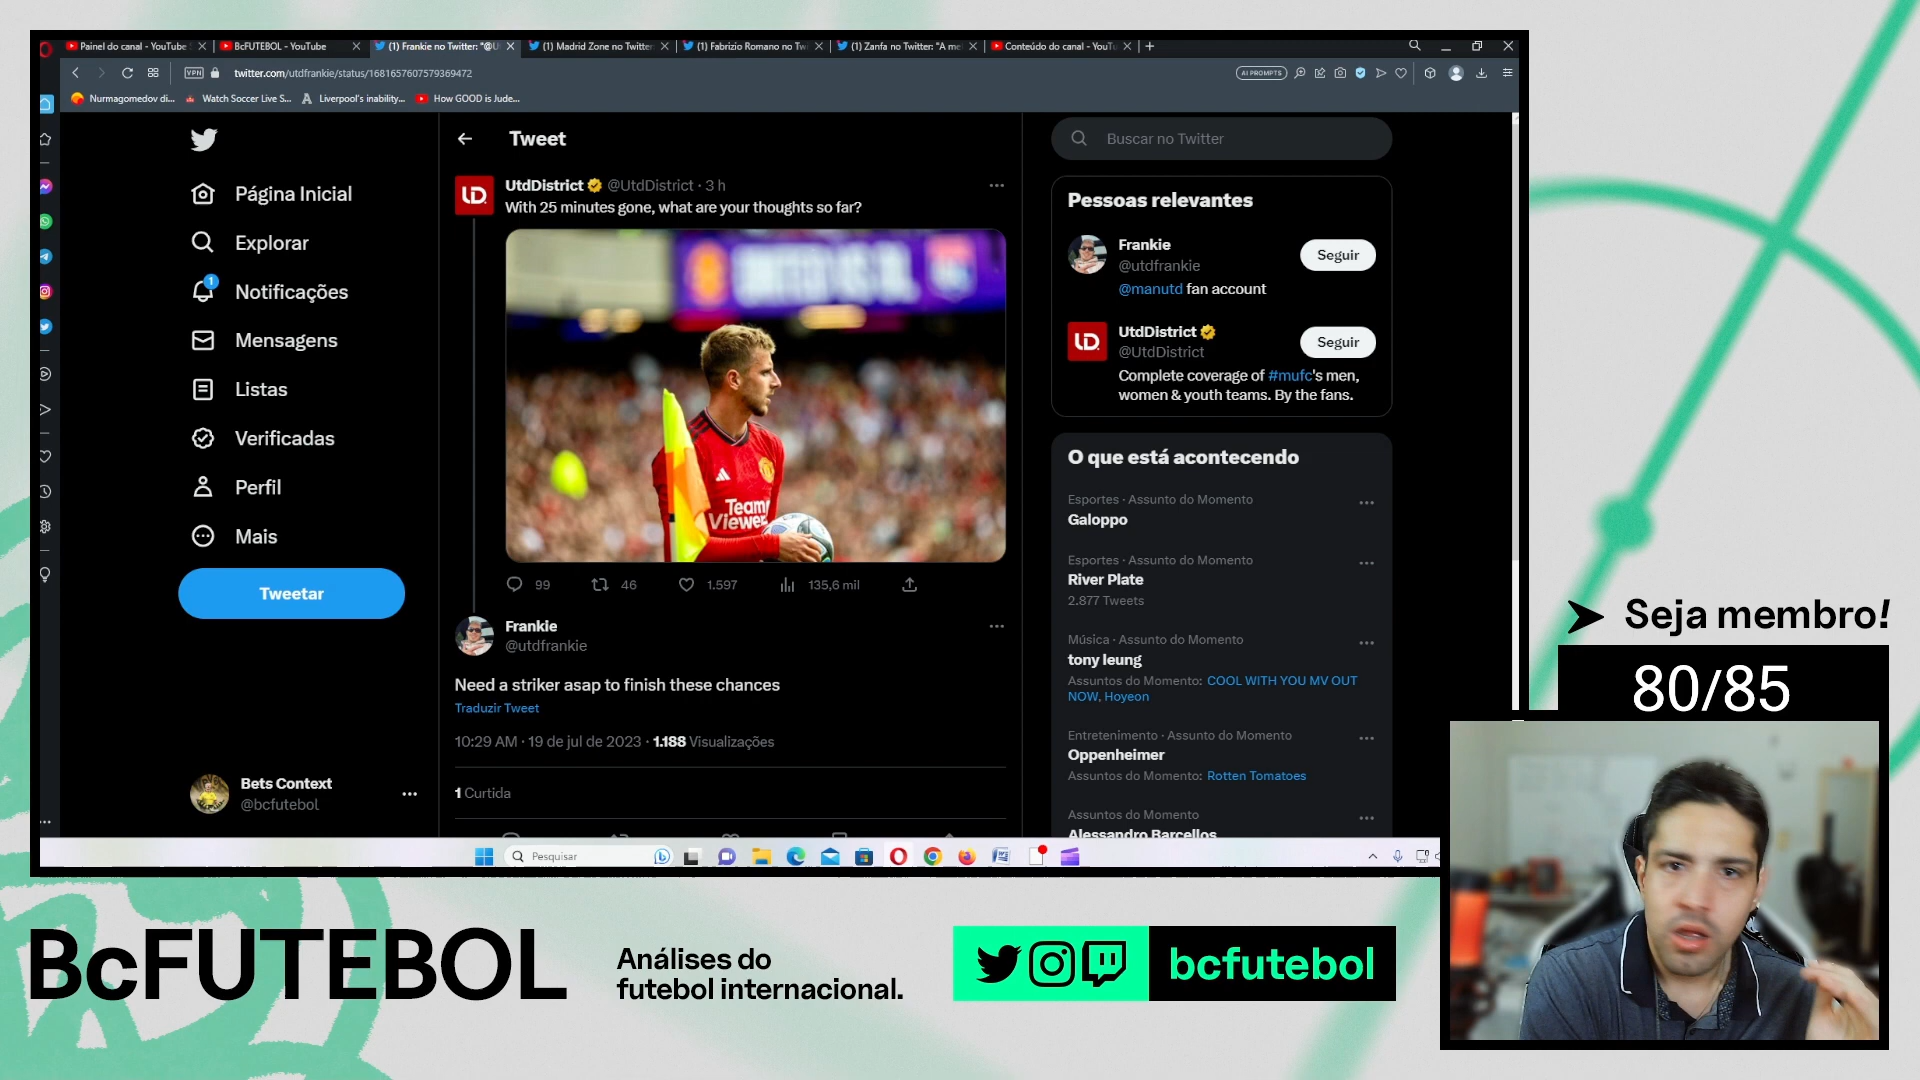 Painel do canal - YouTube S
BcFUTEBOL - YouTube
(1) Frankie no Twitter: "@U
(1) Madrid Zone no Twitter:
(1) Fabrizio Romano no Twi
(1) Zanfa no Twitter: "A me
Conteúdo do canal - YouTu
VPN
twitter.com/utdfrankie/status/1681657607579369472
AI PROMPTS
Nurmagomedov di...
Watch Soccer Live S...
Liverpool's inability...
How GOOD is Jude...
Página Inicial
Explorar
1
Notificações
Mensagens
Listas
Verificadas
Perfil
Mais
Tweetar
Bets Context
@bcfutebol
Tweet
UtdDistrict @UtdDistrict · 3 h
With 25 minutes gone, what are your thoughts so far?
Team
Viewer
99
46
1.597
135,6 mil
Frankie
@utdfrankie
Need a striker asap to finish these chances
Traduzir Tweet
10:29 AM · 19 de jul de 2023 · 1.188 Visualizações
1 Curtida
Buscar no Twitter
Pessoas relevantes
Frankie
@utdfrankie
Seguir
@manutd fan account
UD.
UtdDistrict
@UtdDistrict
Seguir
Complete coverage of #mufc's men,
women & youth teams. By the fans.
O que está acontecendo
Esportes · Assunto do Momento
Galoppo
Esportes · Assunto do Momento
River Plate
2.877 Tweets
Música · Assunto do Momento
tony leung
Assuntos do Momento: COOL WITH YOU MV OUT
NOW, Hoyeon
Entretenimento · Assunto do Momento
Oppenheimer
Assuntos do Momento: Rotten Tomatoes
Assuntos do Momento
Alessandro Barcellos
Pesquisar
Seja membro!
80/85
BcFUTEBOL
Análises do
futebol internacional.
bcfutebol